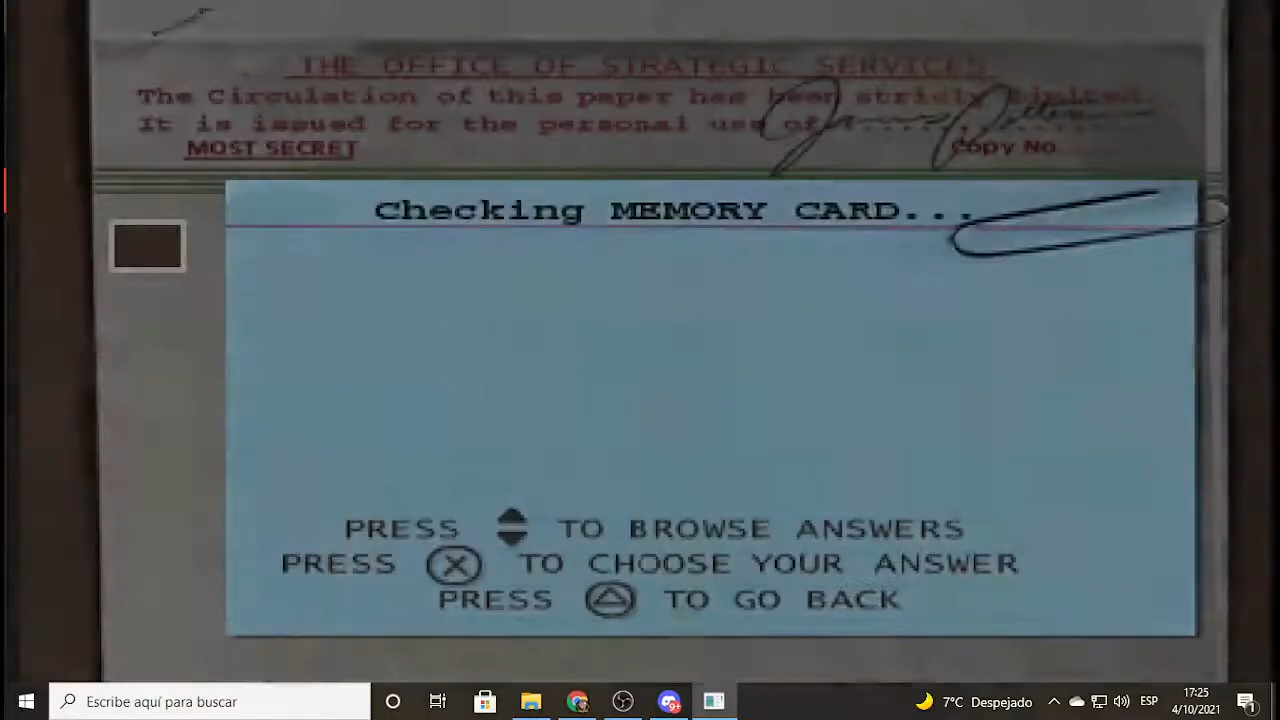 THE OFFICE OF STRATEGIC SERVICES
The Circulation of this paper has been stricly limited.
It is issued for the personal use of
MOST SECRET
Copy No
Checking MEMORY CARD...
PRESS TO BROWSE ANSWERS
PRESS X TO CHOOSE YOUR ANSWER
PRESS TO GO BACK
Escribe aquí para buscar
7°C Despejado
ESP
17:25
4/10/2021
1